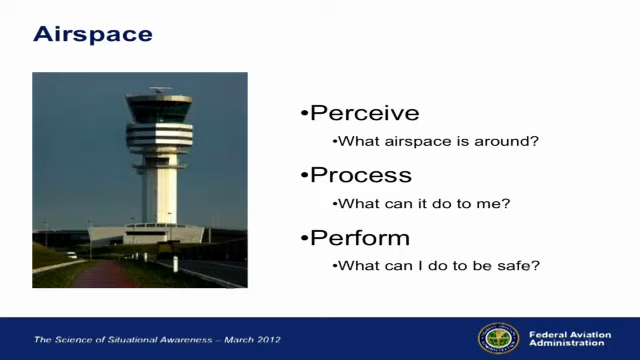 Airspace
•Perceive
•What airspace is around?
•Process
•What can it do to me?
•Perform
•What can I do to be safe?
The Science of Situational Awareness – March 2012
Federal Aviation
Administration